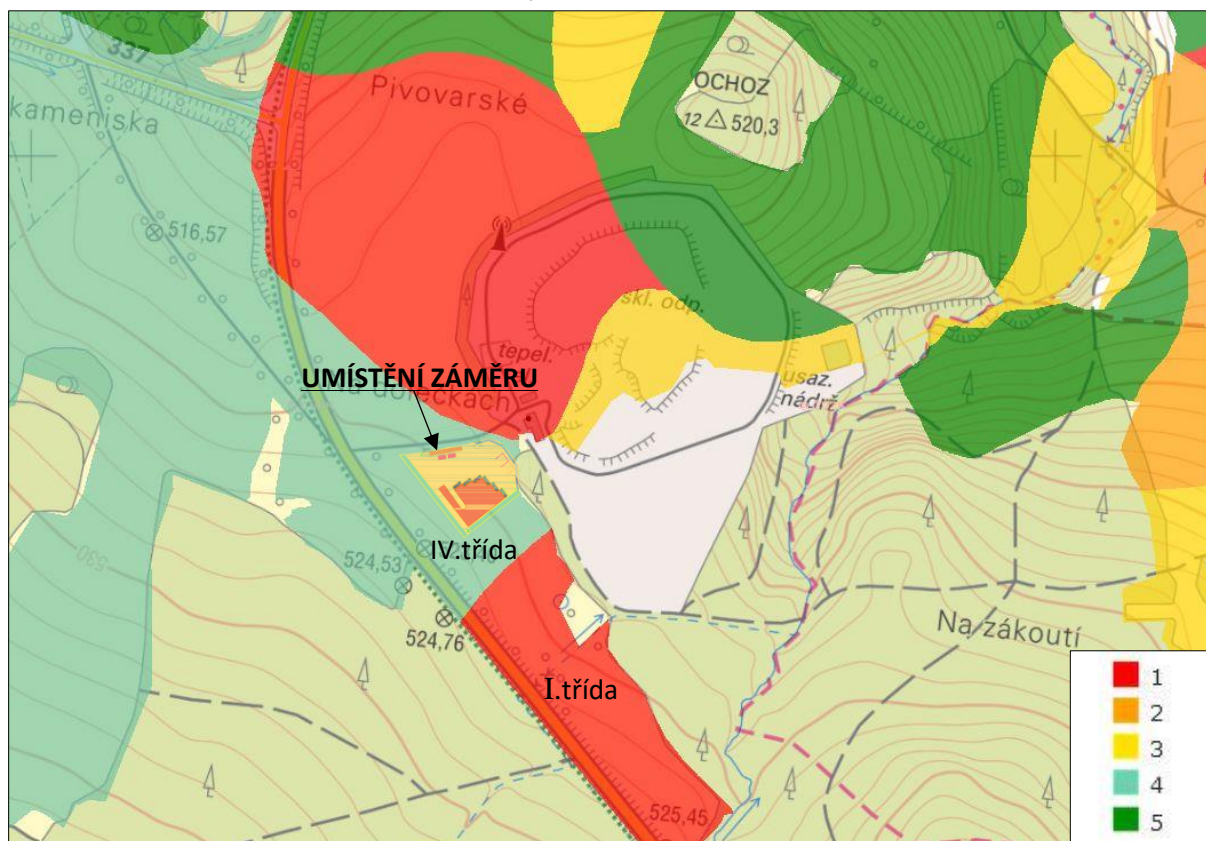 337
kameniska
Pivovarské
OCHOZ
12 520,3
516,57
skl. odp.
tepel.
UMÍSTĚNÍ ZÁMĚRU
usaz.
nádrž
IV.třída
524,53
524,76
Na zákoutí
I.třída
525,45
530
1
2
3
4
5